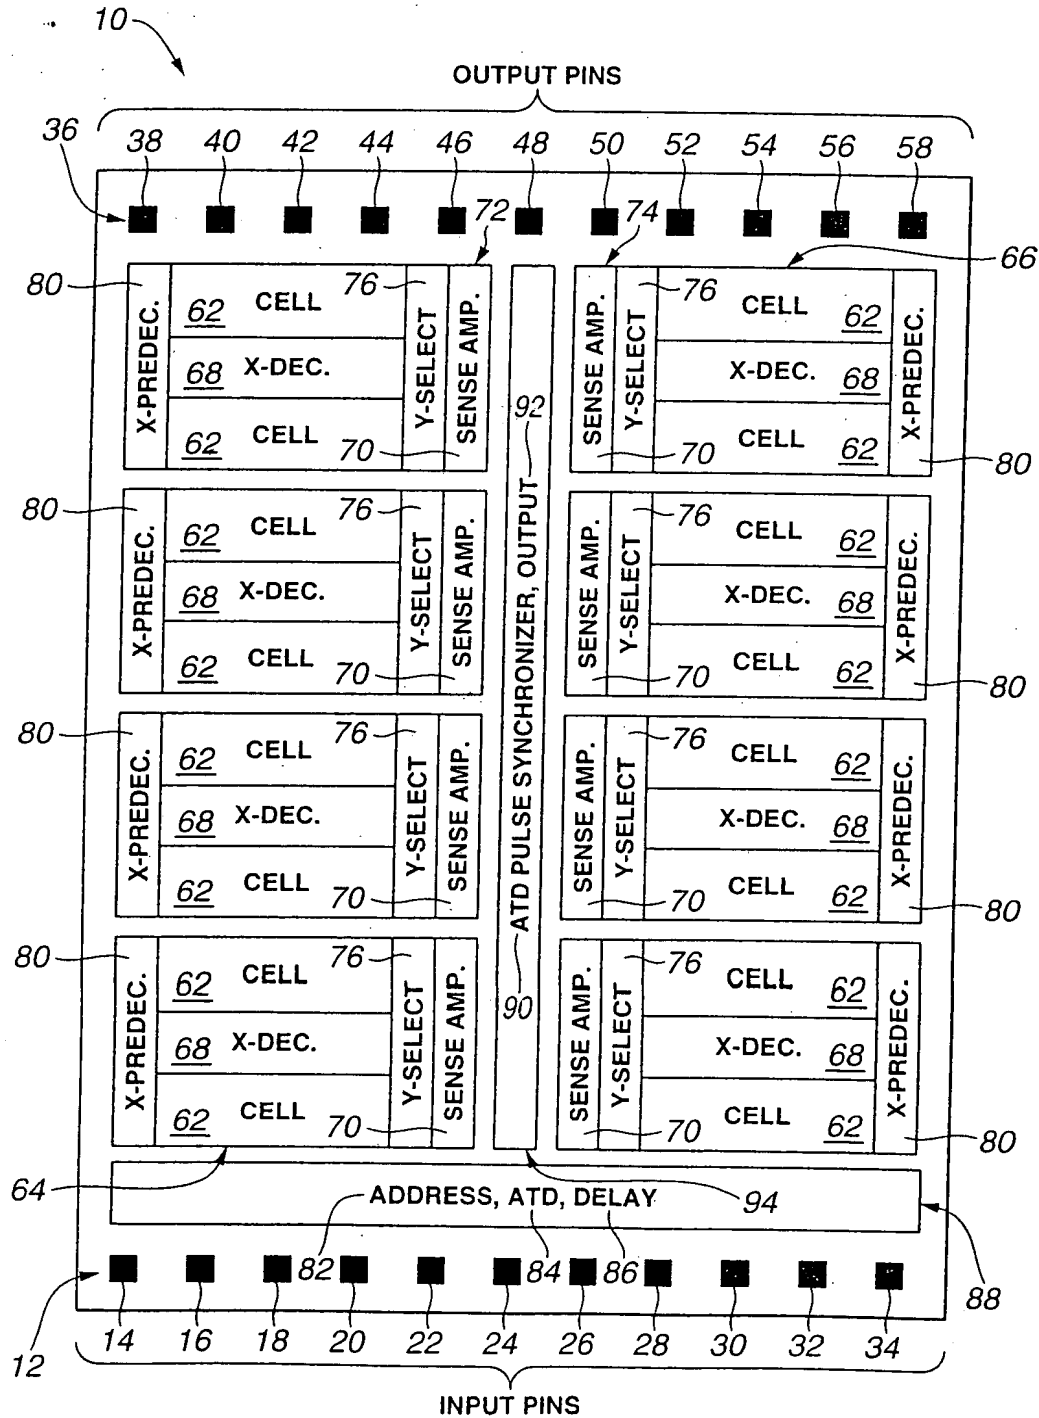 10
OUTPUT PINS
36 38 40 42 44 46 48 50 52 54 56 58
72 74 66
80 X-PREDEC. 62 CELL 76 Y-SELECT SENSE AMP.
68 X-DEC.
62 CELL 70
SENSE AMP. Y-SELECT 76 CELL 62 X-PREDEC.
X-DEC. 68
70 CELL 62 80
80 X-PREDEC. 62 CELL 76 Y-SELECT SENSE AMP.
68 X-DEC.
62 CELL 70
SENSE AMP. Y-SELECT 76 CELL 62 X-PREDEC.
X-DEC. 68
70 CELL 62 80
80 X-PREDEC. 62 CELL 76 Y-SELECT SENSE AMP.
68 X-DEC.
62 CELL 70
SENSE AMP. Y-SELECT 76 CELL 62 X-PREDEC.
X-DEC. 68
70 CELL 62 80
80 X-PREDEC. 62 CELL 76 Y-SELECT SENSE AMP.
68 X-DEC.
62 CELL 70
SENSE AMP. Y-SELECT 76 CELL 62 X-PREDEC.
X-DEC. 68
70 CELL 62 80
92
ATD PULSE SYNCHRONIZER, OUTPUT
90
64 94
ADDRESS, ATD, DELAY
82 84 86 88
12 14 16 18 20 22 24 26 28 30 32 34
INPUT PINS